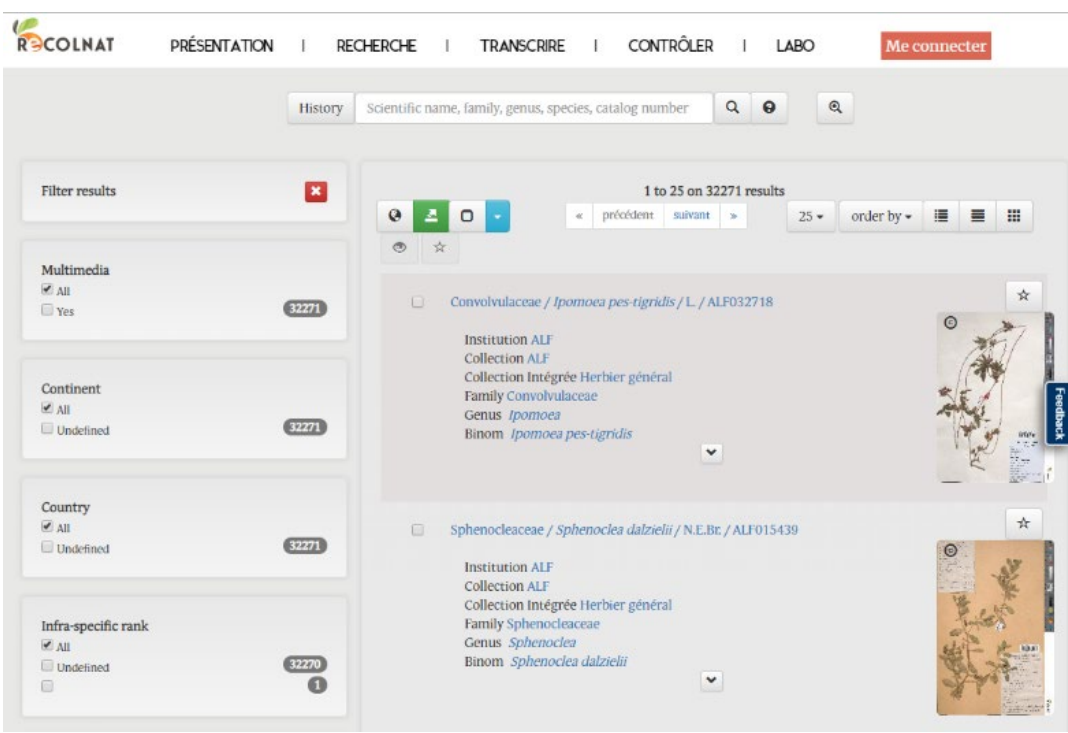 RECOLNAT
PRÉSENTATION | RECHERCHE | TRANSCRIRE | CONTRÔLER | LABO
Me connecter
History Scientific name, family, genus, species, catalog number
Filter results
Multimedia
All
Yes 32271
Continent
All
Undefined 32271
Country
All
Undefined 32271
Infra-specific rank
All
Undefined 32270
1
1 to 25 on 32271 results
« précédent suivant » 25 order by
Convolvulaceae / Ipomoea pes-tigridis / L. / ALF032718
Institution ALF
Collection ALF
Collection Intégrée Herbier général
Family Convolvulaceae
Genus Ipomoea
Binom Ipomoea pes-tigridis
Sphenocleaceae / Sphenoclea dalzielii / N.E.Br. / ALF015439
Institution ALF
Collection ALF
Collection Intégrée Herbier général
Family Sphenocleaceae
Genus Sphenoclea
Binom Sphenoclea dalzielii
Feedback